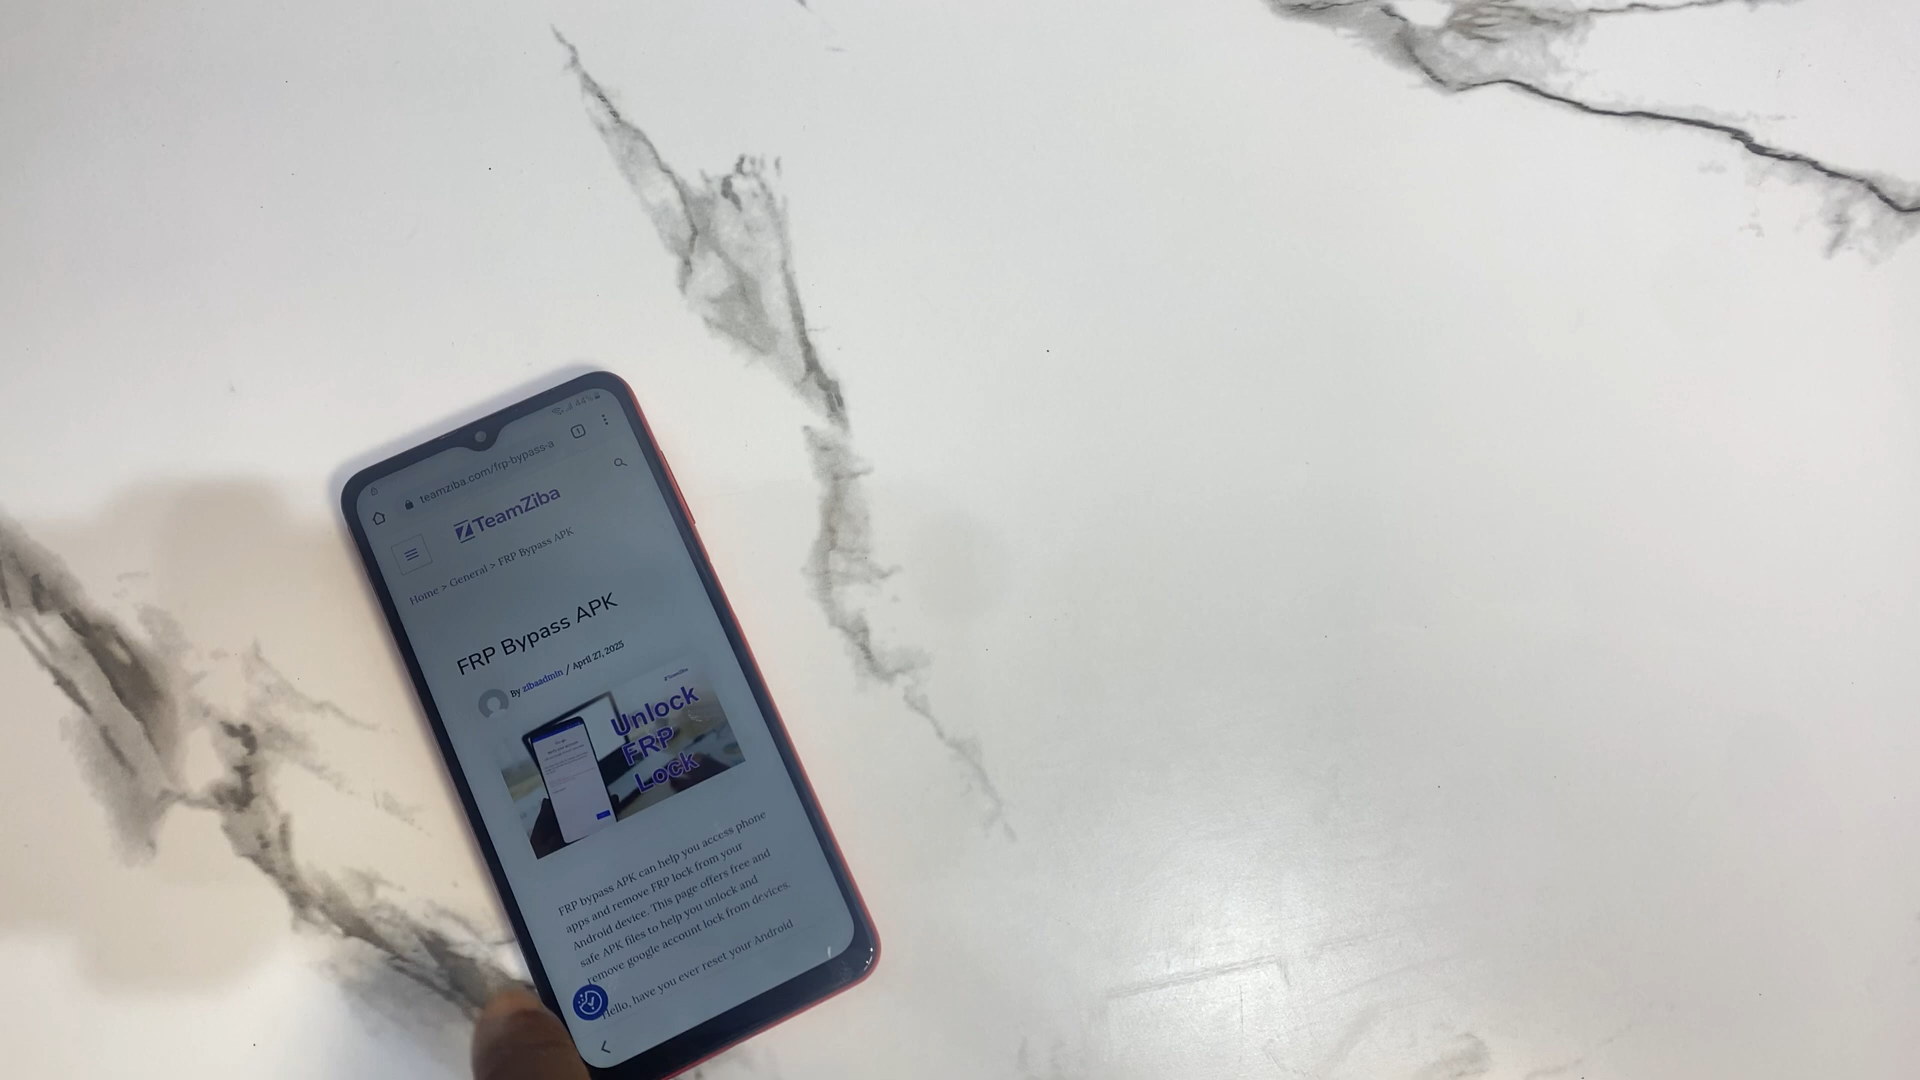 44%
1
teamziba.com/frp-bypass-a
TeamZiba
Home > General > FRP Bypass APK
FRP Bypass APK
By zibaadmin / April 27, 2025
TeamZiba
Unlock
FRP
Lock
FRP bypass APK can help you access phone
apps and remove FRP lock from your
Android device. This page offers free and
safe APK files to help you unlock and
remove google account lock from devices.
Hello, have you ever reset your Android